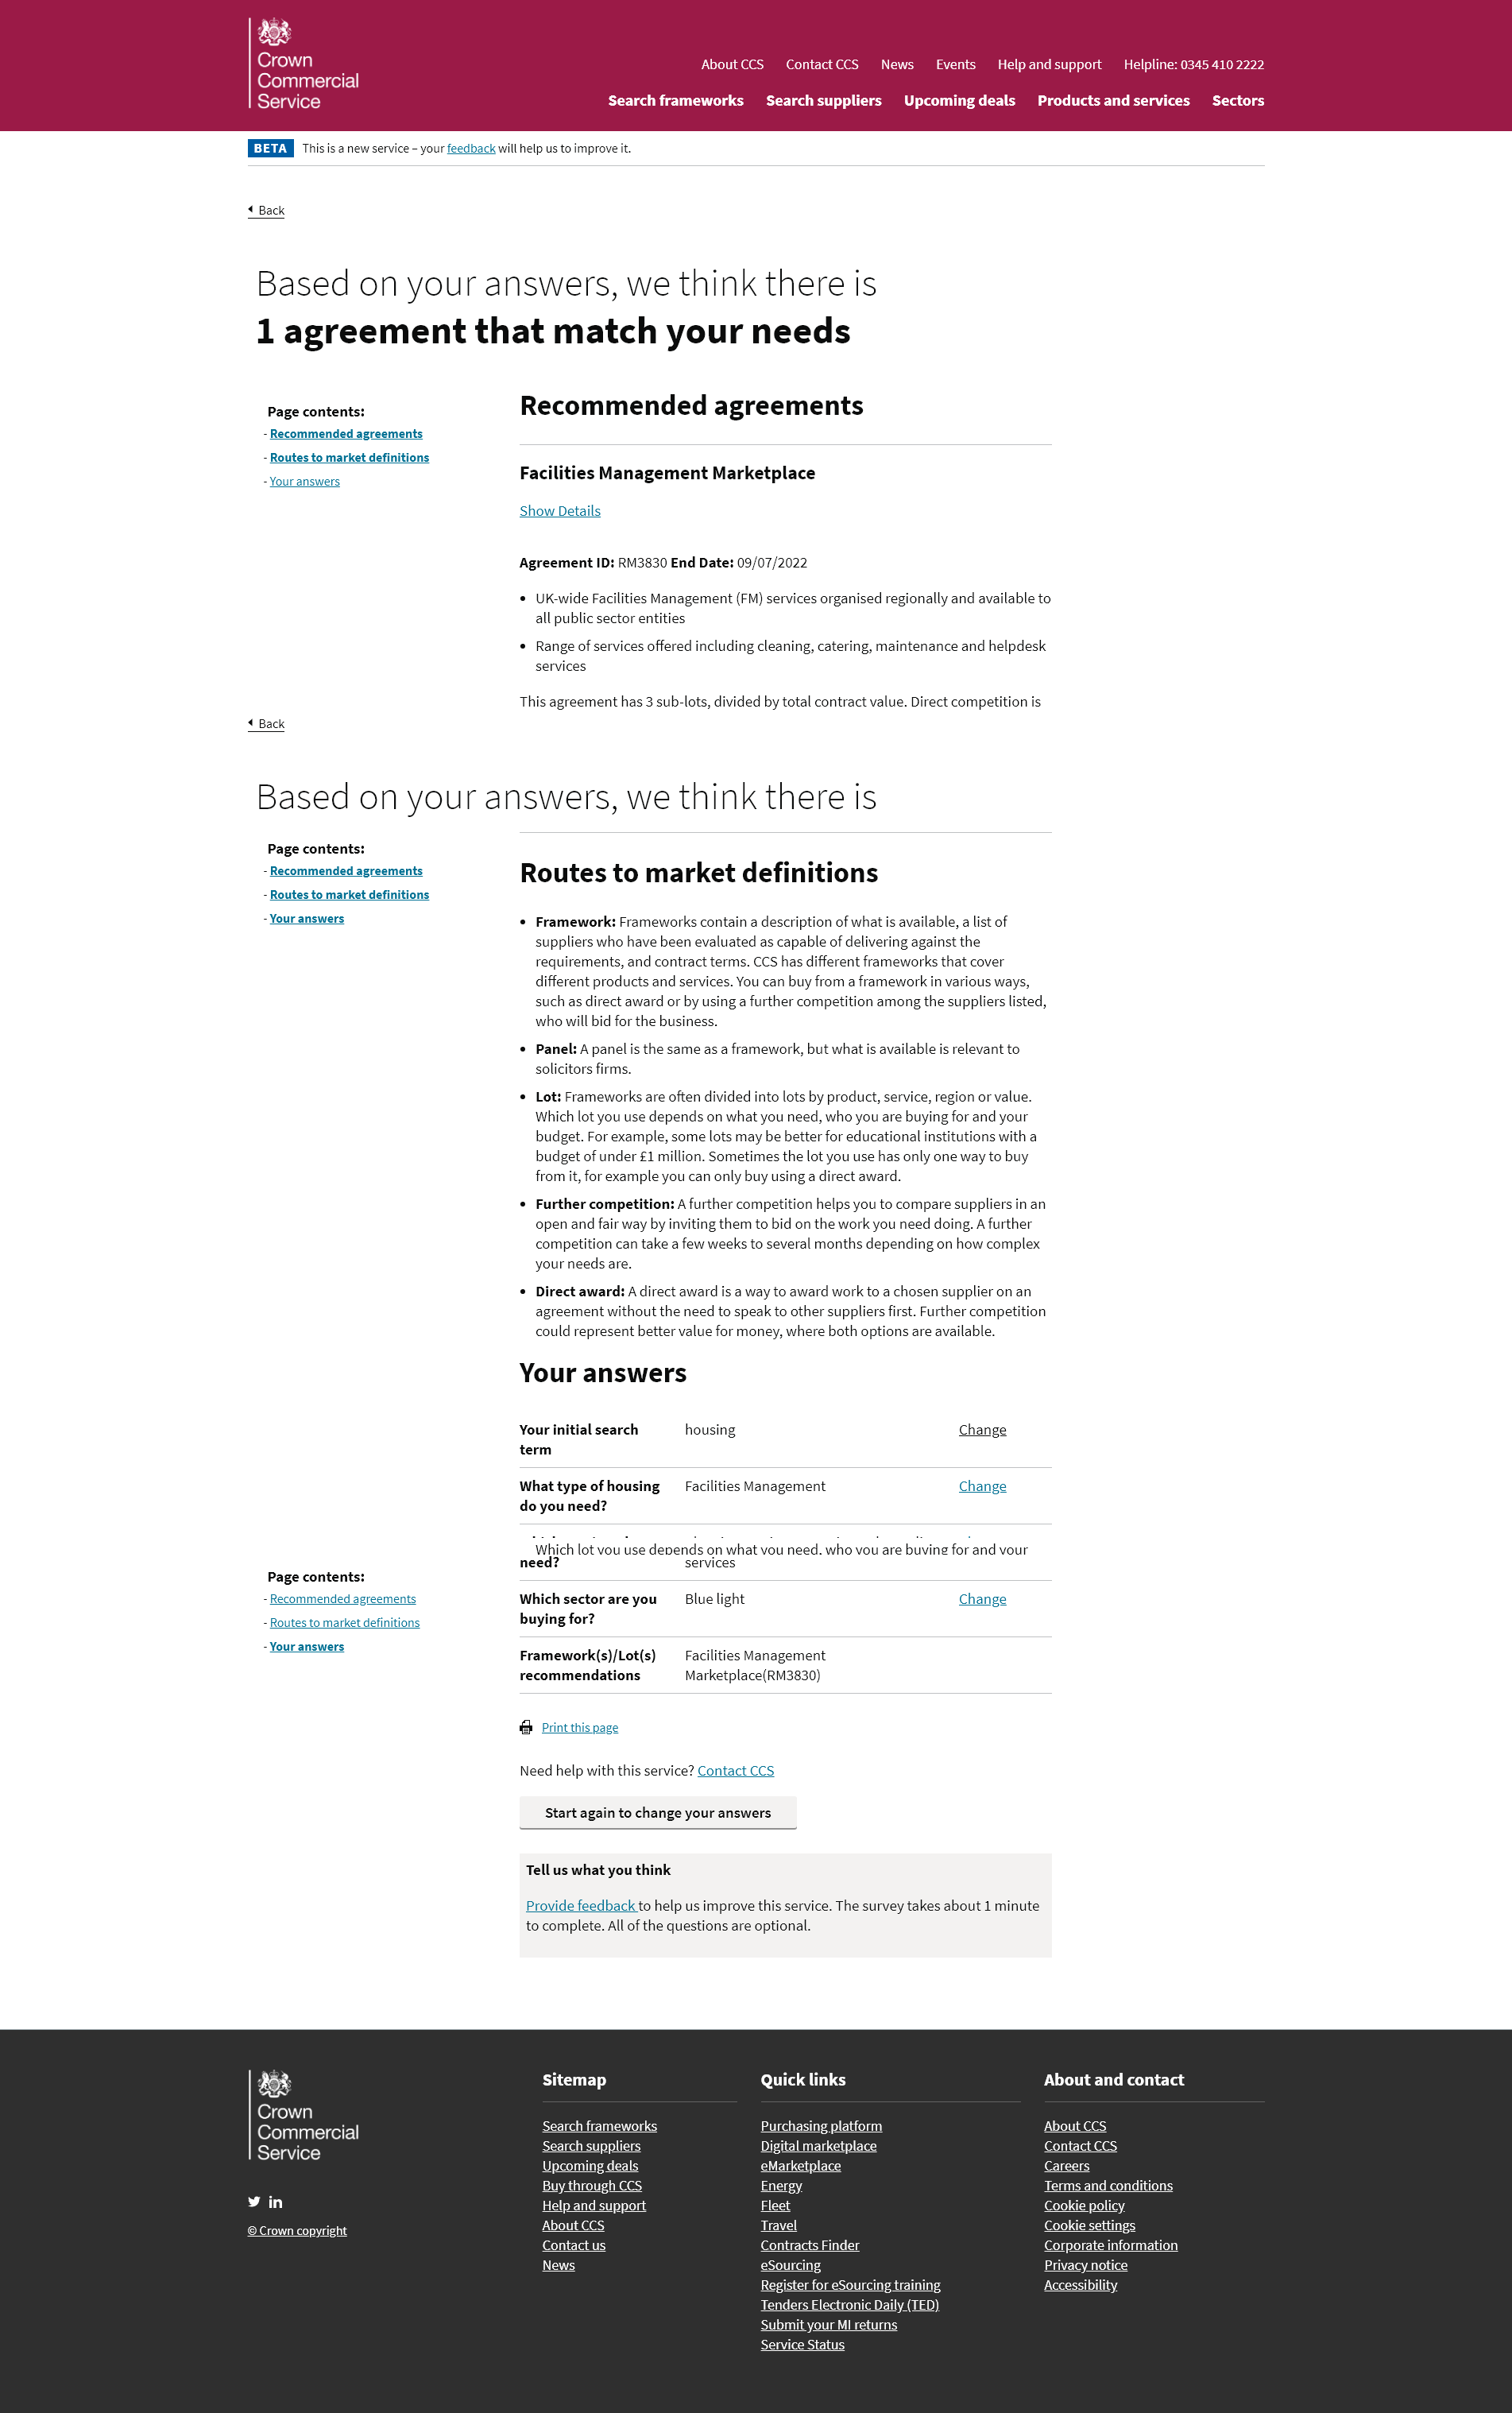 Crown
Commercial
Service
About CCS Contact CCS News Events Help and support Helpline: 0345 410 2222
Search frameworks Search suppliers Upcoming deals Products and services Sectors
BETA This is a new service – your feedback will help us to improve it.
Back
Based on your answers, we think there is
1 agreement that match your needs
Page contents:
- Recommended agreements
- Routes to market definitions
- Your answers
Recommended agreements
Facilities Management Marketplace
Show Details
Agreement ID: RM3830 End Date: 09/07/2022
• UK-wide Facilities Management (FM) services organised regionally and available to
all public sector entities
• Range of services offered including cleaning, catering, maintenance and helpdesk
services
This agreement has 3 sub-lots, divided by total contract value. Direct competition is
Back
Based on your answers, we think there is
Page contents:
- Recommended agreements
- Routes to market definitions
- Your answers
Routes to market definitions
• Framework: Frameworks contain a description of what is available, a list of
suppliers who have been evaluated as capable of delivering against the
requirements, and contract terms. CCS has different frameworks that cover
different products and services. You can buy from a framework in various ways,
such as direct award or by using a further competition among the suppliers listed,
who will bid for the business.
• Panel: A panel is the same as a framework, but what is available is relevant to
solicitors firms.
• Lot: Frameworks are often divided into lots by product, service, region or value.
Which lot you use depends on what you need, who you are buying for and your
budget. For example, some lots may be better for educational institutions with a
budget of under £1 million. Sometimes the lot you use has only one way to buy
from it, for example you can only buy using a direct award.
• Further competition: A further competition helps you to compare suppliers in an
open and fair way by inviting them to bid on the work you need doing. A further
competition can take a few weeks to several months depending on how complex
your needs are.
• Direct award: A direct award is a way to award work to a chosen supplier on an
agreement without the need to speak to other suppliers first. Further competition
could represent better value for money, where both options are available.
Your answers
Your initial search housing Change
term
What type of housing Facilities Management Change
do you need?
Which lot you use depends on what you need, who you are buying for and your
need? services
Page contents:
- Recommended agreements
- Routes to market definitions
- Your answers
Which sector are you Blue light Change
buying for?
Framework(s)/Lot(s) Facilities Management
recommendations Marketplace(RM3830)
Print this page
Need help with this service? Contact CCS
Start again to change your answers
Tell us what you think
Provide feedback to help us improve this service. The survey takes about 1 minute
to complete. All of the questions are optional.
Crown
Commercial
Service
© Crown copyright
Sitemap
Search frameworks
Search suppliers
Upcoming deals
Buy through CCS
Help and support
About CCS
Contact us
News
Quick links
Purchasing platform
Digital marketplace
eMarketplace
Energy
Fleet
Travel
Contracts Finder
eSourcing
Register for eSourcing training
Tenders Electronic Daily (TED)
Submit your MI returns
Service Status
About and contact
About CCS
Contact CCS
Careers
Terms and conditions
Cookie policy
Cookie settings
Corporate information
Privacy notice
Accessibility